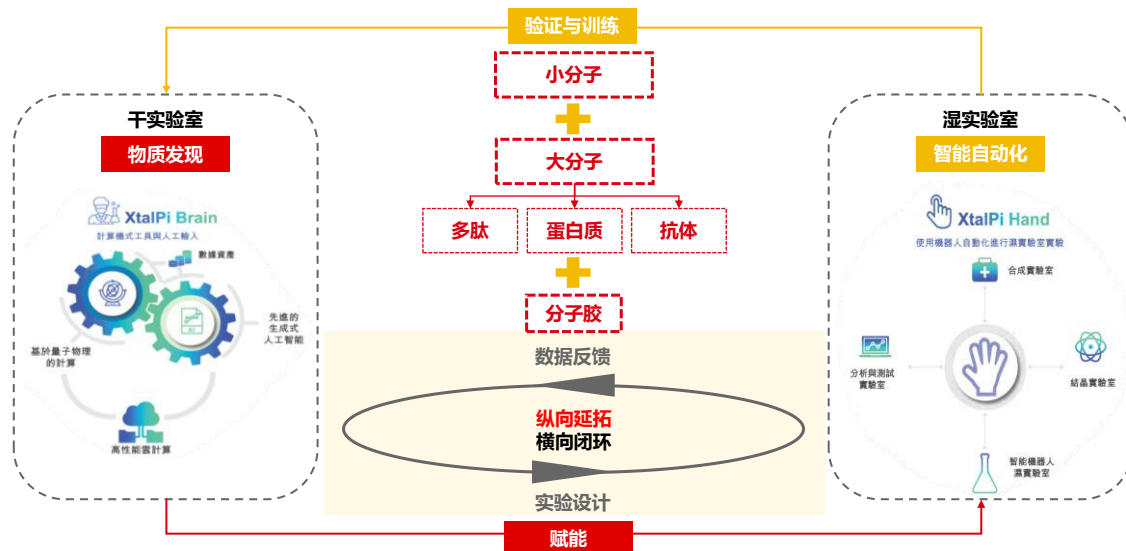 验证与训练
小分子
大分子
多肽
蛋白质
抗体
分子胶
干实验室
物质发现
XtalPi Brain
計算機式工具與人工輸入
數據資產
先進的
生成式
人工智能
基於量子物理
的計算
高性能雲計算
数据反馈
纵向延拓
横向闭环
实验设计
湿实验室
智能自动化
XtalPi Hand
使用機器人自動化進行濕實驗室實驗
合成實驗室
分析與測試
實驗室
結晶實驗室
智能機器人
濕實驗室
赋能